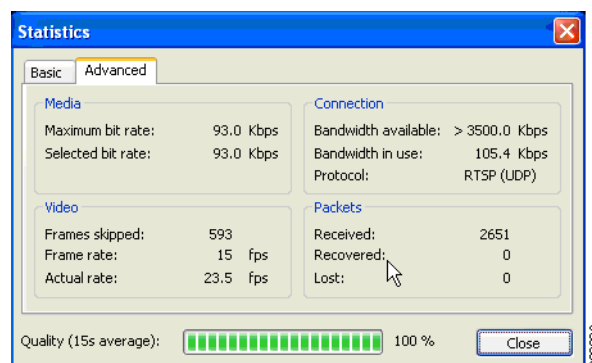 Statistics
Basic Advanced
Media
Maximum bit rate: 93.0 Kbps
Selected bit rate: 93.0 Kbps
Connection
Bandwidth available: > 3500.0 Kbps
Bandwidth in use: 105.4 Kbps
Protocol: RTSP (UDP)
Video
Frames skipped: 593
Frame rate: 15 fps
Actual rate: 23.5 fps
Packets
Received: 2651
Recovered: 0
Lost: 0
Quality (15s average): 100 %
Close